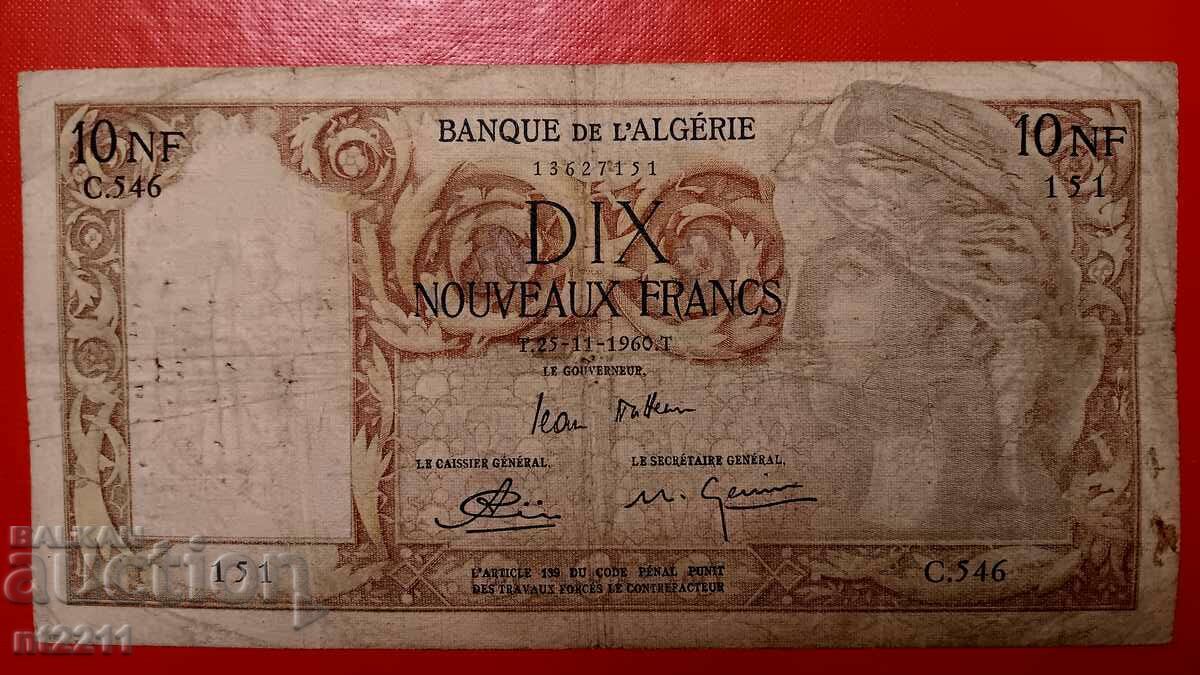 10 NF
C.546
BANQUE DE L'ALGÉRIE
13627151
10 NF
151
DIX
NOUVEAUX FRANCS
T.25-11-1960.T
LE GOUVERNEUR,
LE CAISSIER GÉNÉRAL,
LE SECRÉTAIRE GÉNÉRAL,
151
C.546
L'ARTICLE 139 DU CODE PÉNAL PUNIT
DES TRAVAUX FORCÉS LE CONTREFACTEUR
BALKAN
auction
nf2211